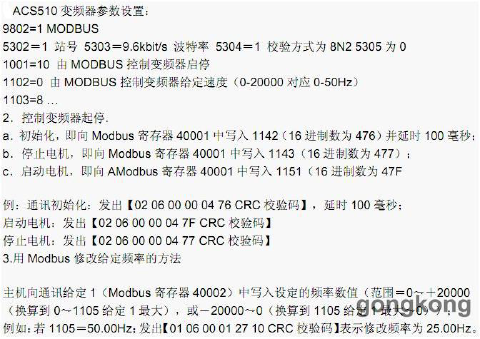 ACS510 变频器参数设置：
9802=1 MODBUS
5302=1 站号 5303=9.6kbit/s 波特率 5304=1 校验方式为 8N2 5305 为 0
1001=10 由 MODBUS 控制变频器启停
1102=0 由 MODBUS 控制变频器给定速度（0-20000 对应 0-50Hz）
1103=8 …
2．控制变频器起停.
a．初始化，即向 Modbus 寄存器 40001 中写入 1142（16 进制数为 476）并延时 100 毫秒；
b．停止电机，即向 Modbus 寄存器 40001 中写入 1143（16 进制数为 477）；
c．启动电机，即向 AModbus 寄存器 40001 中写入 1151（16 进制数为 47F
例：通讯初始化：发出【02 06 00 00 04 76 CRC 校验码】，延时 100 毫秒；
启动电机：发出【02 06 00 00 04 7F CRC 校验码】
停止电机：发出【02 06 00 00 04 77 CRC 校验码】
3.用 Modbus 修改给定频率的方法
主机向通讯给定 1（Modbus 寄存器 40002）中写入设定的频率数值（范围=0～+20000
（换算到 0～1105 给定 1 最大），或－20000～0（换算到 1105 给定 1 最大～0））。
例如：若 1105=50.00Hz；发出【01 06 00 01 27 10 CRC 校验码】表示修改频率为 25.00Hz。
gongkong